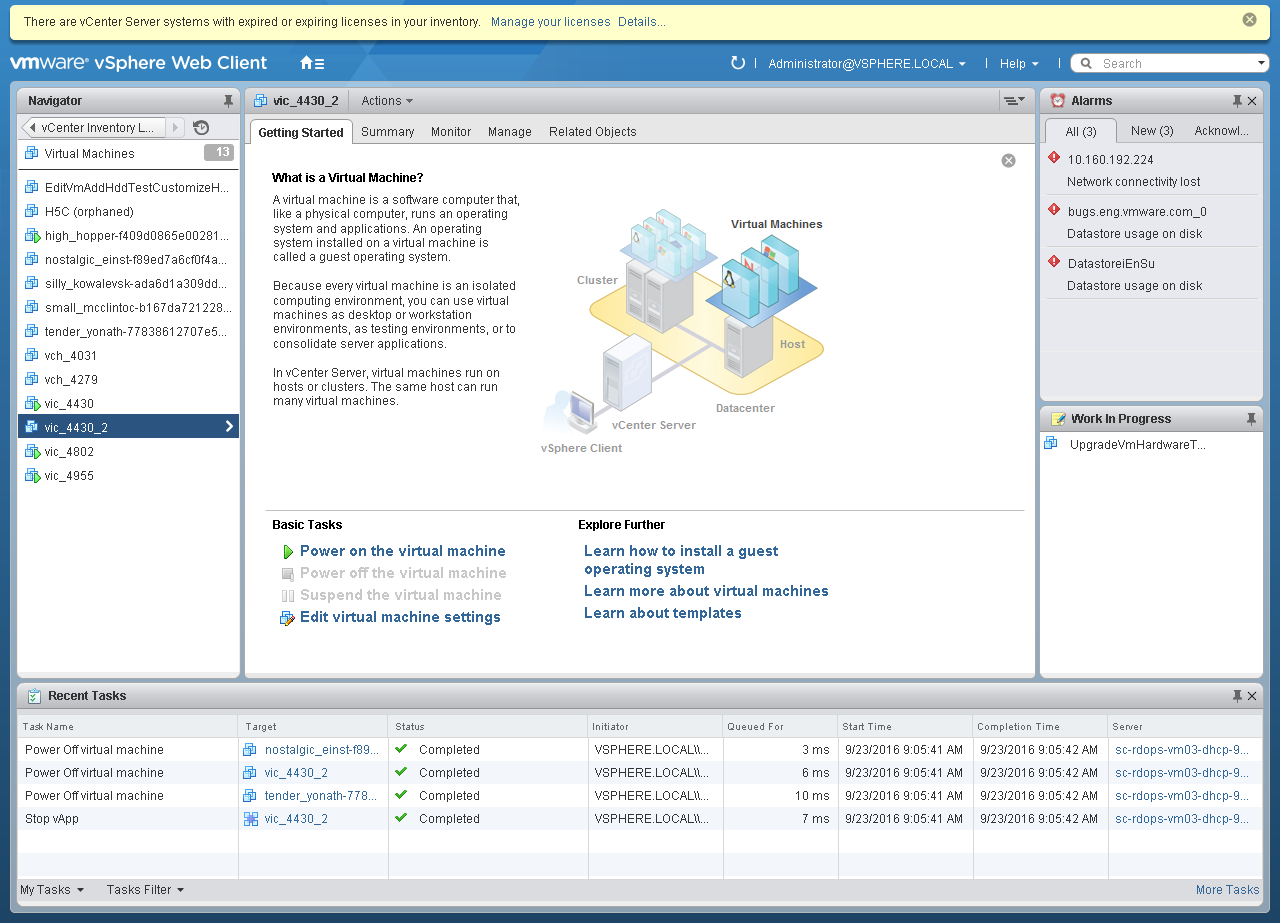 There are vCenter Server systems with expired or expiring licenses in your inventory. Manage your licenses Details...
vmware® vSphere Web Client
Administrator@VSPHERE.LOCAL
Help
Search
Navigator
vCenter Inventory L...
Virtual Machines 13
EditVmAddHddTestCustomizeH...
H5C (orphaned)
high_hopper-f409d0865e00281...
nostalgic_einst-f89ed7a6cf0f4a...
silly_kowalevsk-ada6d1a309dd...
small_mcclintoc-b167da721228...
tender_yonath-77838612707e5...
vch_4031
vch_4279
vic_4430
vic_4430_2
vic_4802
vic_4955
vic_4430_2 Actions
Getting Started Summary Monitor Manage Related Objects
What is a Virtual Machine?
A virtual machine is a software computer that,
like a physical computer, runs an operating
system and applications. An operating
system installed on a virtual machine is
called a guest operating system.
Because every virtual machine is an isolated
computing environment, you can use virtual
machines as desktop or workstation
environments, as testing environments, or to
consolidate server applications.
In vCenter Server, virtual machines run on
hosts or clusters. The same host can run
many virtual machines.
Virtual Machines
Cluster
Host
Datacenter
vCenter Server
vSphere Client
Basic Tasks
Power on the virtual machine
Power off the virtual machine
Suspend the virtual machine
Edit virtual machine settings
Explore Further
Learn how to install a guest
operating system
Learn more about virtual machines
Learn about templates
Alarms
All (3) New (3) Acknowl...
10.160.192.224
Network connectivity lost
bugs.eng.vmware.com_0
Datastore usage on disk
DatastoreiEnSu
Datastore usage on disk
Work In Progress
UpgradeVmHardwareT...
Recent Tasks
Task Name Target Status Initiator Queued For Start Time Completion Time Server
Power Off virtual machine nostalgic_einst-f89... Completed VSPHERE.LOCAL\\... 3 ms 9/23/2016 9:05:41 AM 9/23/2016 9:05:42 AM sc-rdops-vm03-dhcp-9...
Power Off virtual machine vic_4430_2 Completed VSPHERE.LOCAL\\... 6 ms 9/23/2016 9:05:41 AM 9/23/2016 9:05:42 AM sc-rdops-vm03-dhcp-9...
Power Off virtual machine tender_yonath-778... Completed VSPHERE.LOCAL\\... 10 ms 9/23/2016 9:05:41 AM 9/23/2016 9:05:42 AM sc-rdops-vm03-dhcp-9...
Stop vApp vic_4430_2 Completed VSPHERE.LOCAL\\... 7 ms 9/23/2016 9:05:41 AM 9/23/2016 9:05:42 AM sc-rdops-vm03-dhcp-9...
My Tasks Tasks Filter More Tasks